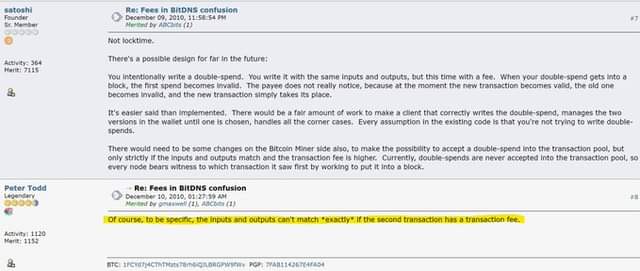 satoshi
Founder
Sr. Member
Activity: 364
Merit: 7115
Re: Fees in BitDNS confusion
December 09, 2010, 11:58:54 PM
Merited by ABCbits (1)
#7
Not locktime.
There's a possible design for far in the future:
You intentionally write a double-spend. You write it with the same inputs and outputs, but this time with a fee. When your double-spend gets into a
block, the first spend becomes invalid. The payee does not really notice, because at the moment the new transaction becomes valid, the old one
becomes invalid, and the new transaction simply takes its place.
It's easier said than implemented. There would be a fair amount of work to make a client that correctly writes the double-spend, manages the two
versions in the wallet until one is chosen, handles all the corner cases. Every assumption in the existing code is that you're not trying to write double-
spends.
There would need to be some changes on the Bitcoin Miner side also, to make the possibility to accept a double-spend into the transaction pool, but
only strictly if the inputs and outputs match and the transaction fee is higher. Currently, double-spends are never accepted into the transaction pool, so
every node bears witness to which transaction it saw first by working to put it into a block.
Peter Todd
Legendary
Activity: 1120
Merit: 1152
Re: Fees in BitDNS confusion
December 10, 2010, 01:27:59 AM
Merited by gmaxwell (1), ABCbits (1)
#8
Of course, to be specific, the inputs and outputs can't match *exactly* if the second transaction has a transaction fee.
BTC: PGP: 7FAB114267E4FA04